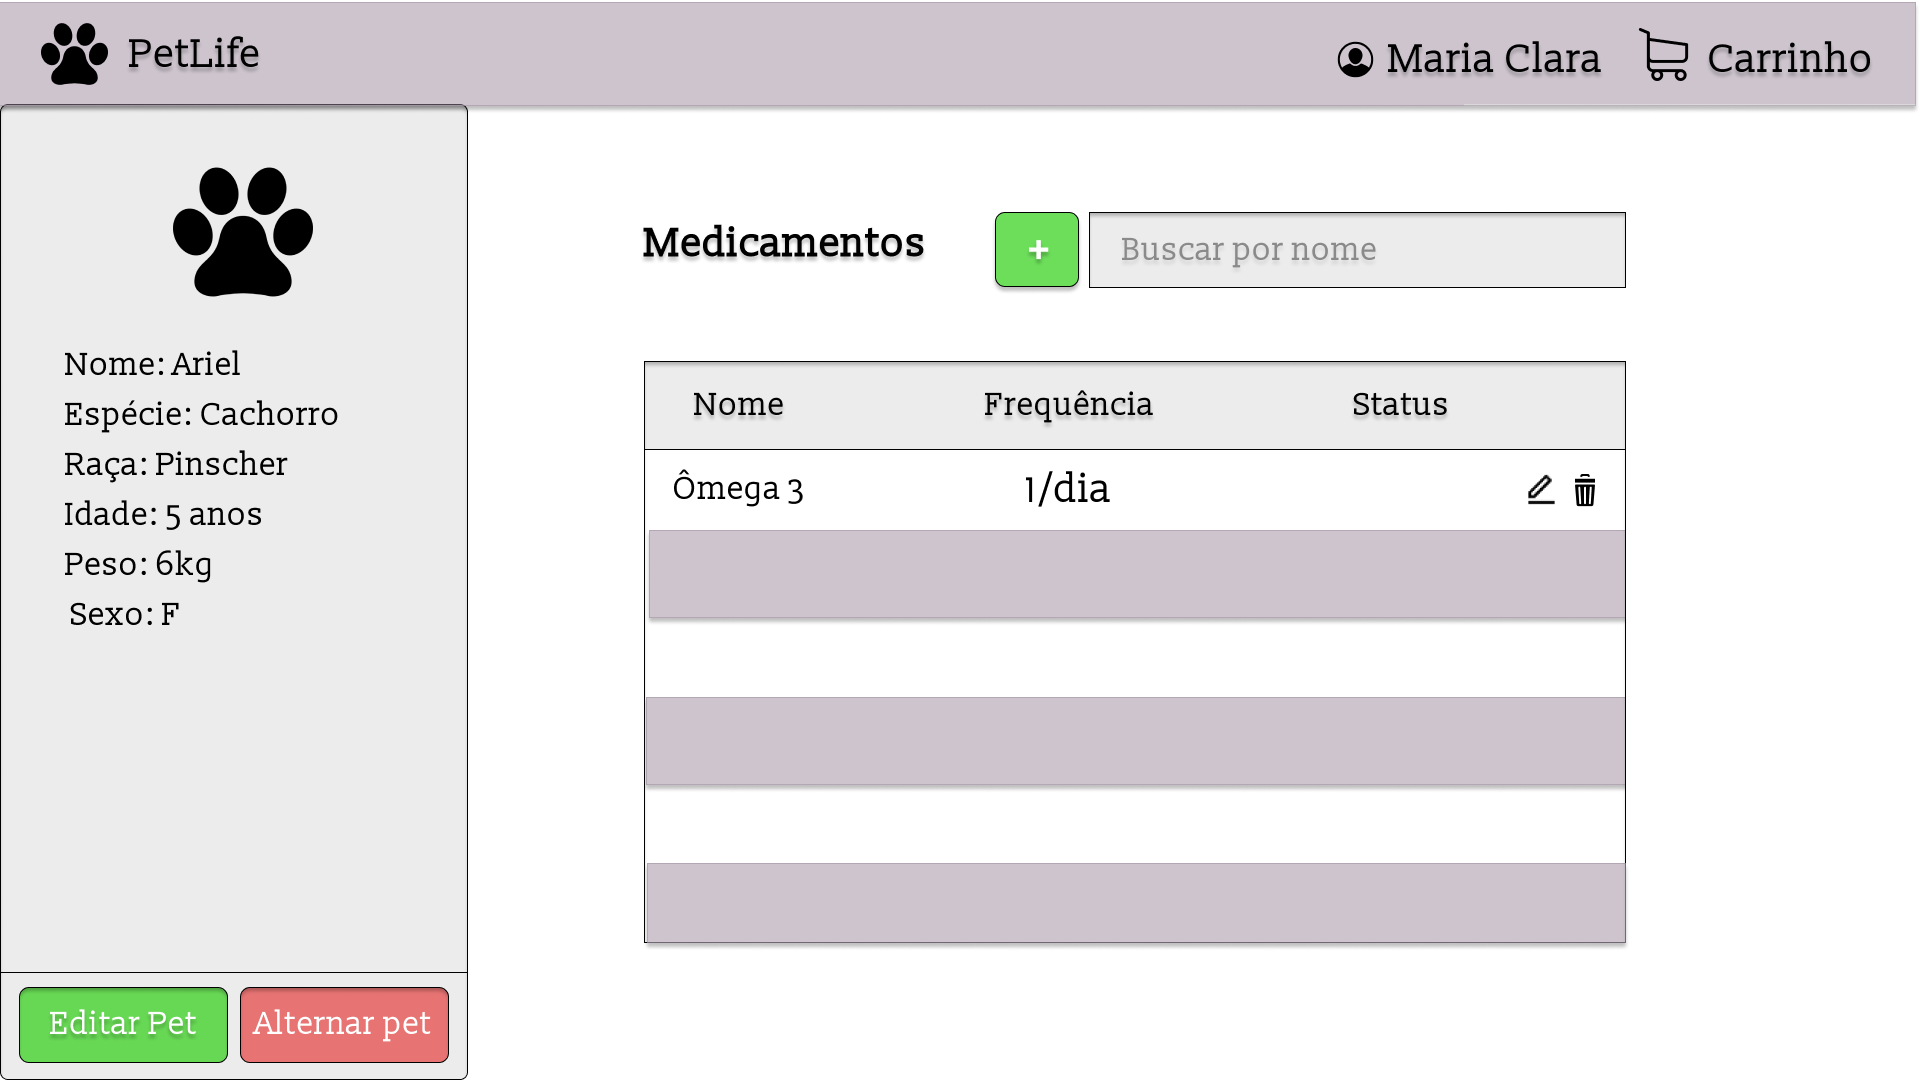 PetLife
Maria Clara
Carrinho
Nome: Ariel
Espécie: Cachorro
Raça: Pinscher
Idade: 5 anos
Peso: 6kg
Sexo: F
Editar Pet
Alternar pet
Medicamentos
+
Buscar por nome
Nome Frequência Status
Ômega 3 1/dia